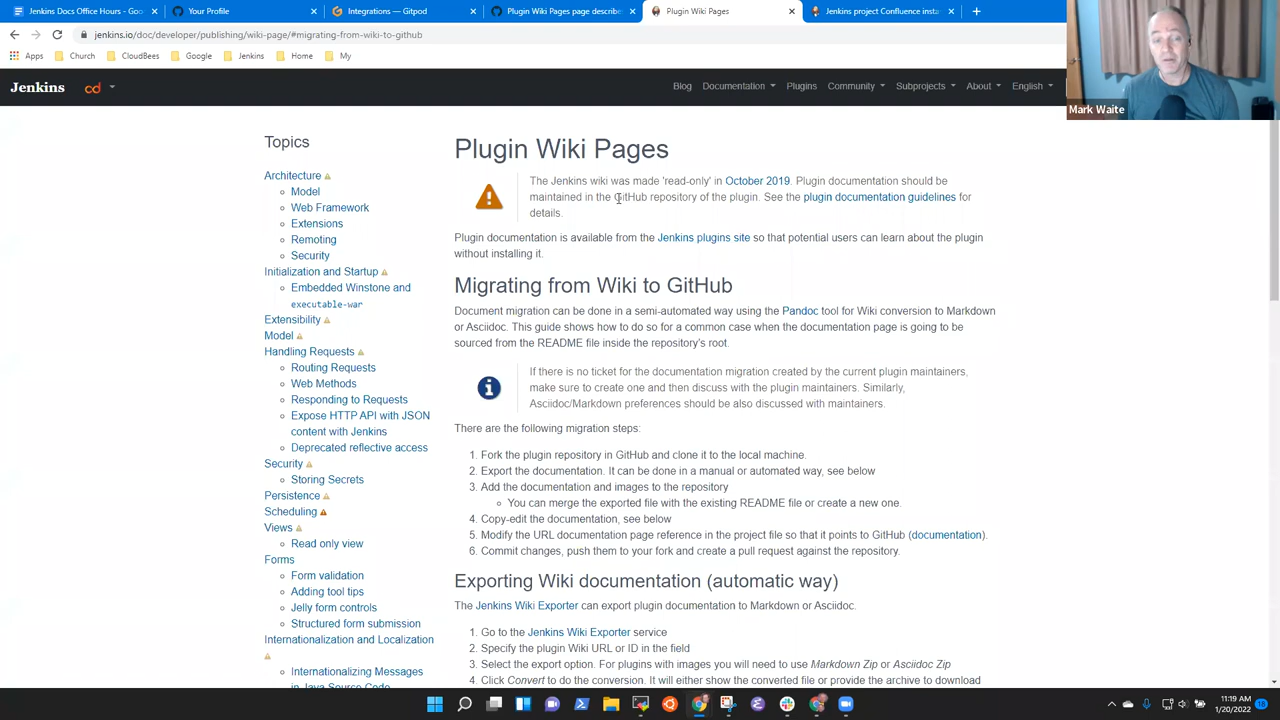 Jenkins Docs Office Hours - Goo
Your Profile
Integrations — Gitpod
Plugin Wiki Pages page describe
Plugin Wiki Pages
Jenkins project Confluence insta
jenkins.io/doc/developer/publishing/wiki-page/#migrating-from-wiki-to-github
Apps
Church
CloudBees
Google
Jenkins
Home
My
Mark Waite
Jenkins
cd
Blog
Documentation
Plugins
Community
Subprojects
About
English
Topics
Architecture
Model
Web Framework
Extensions
Remoting
Security
Initialization and Startup
Embedded Winstone and
executable-war
Extensibility
Model
Handling Requests
Routing Requests
Web Methods
Responding to Requests
Expose HTTP API with JSON
content with Jenkins
Deprecated reflective access
Security
Storing Secrets
Persistence
Scheduling
Views
Read only view
Forms
Form validation
Adding tool tips
Jelly form controls
Structured form submission
Internationalization and Localization
Internationalizing Messages
in Java Source Code
Plugin Wiki Pages
The Jenkins wiki was made 'read-only' in October 2019. Plugin documentation should be
maintained in the GitHub repository of the plugin. See the plugin documentation guidelines for
details.
Plugin documentation is available from the Jenkins plugins site so that potential users can learn about the plugin
without installing it.
Migrating from Wiki to GitHub
Document migration can be done in a semi-automated way using the Pandoc tool for Wiki conversion to Markdown
or Asciidoc. This guide shows how to do so for a common case when the documentation page is going to be
sourced from the README file inside the repository's root.
If there is no ticket for the documentation migration created by the current plugin maintainers,
make sure to create one and then discuss with the plugin maintainers. Similarly,
Asciidoc/Markdown preferences should be also discussed with maintainers.
There are the following migration steps:
1. Fork the plugin repository in GitHub and clone it to the local machine.
2. Export the documentation. It can be done in a manual or automated way, see below
3. Add the documentation and images to the repository
You can merge the exported file with the existing README file or create a new one.
4. Copy-edit the documentation, see below
5. Modify the URL documentation page reference in the project file so that it points to GitHub (documentation).
6. Commit changes, push them to your fork and create a pull request against the repository.
Exporting Wiki documentation (automatic way)
The Jenkins Wiki Exporter can export plugin documentation to Markdown or Asciidoc.
1. Go to the Jenkins Wiki Exporter service
2. Specify the plugin Wiki URL or ID in the field
3. Select the export option. For plugins with images you will need to use Markdown Zip or Asciidoc Zip
4. Click Convert to do the conversion. It will either show the converted file or provide the archive to download
11:19 AM
1/20/2022